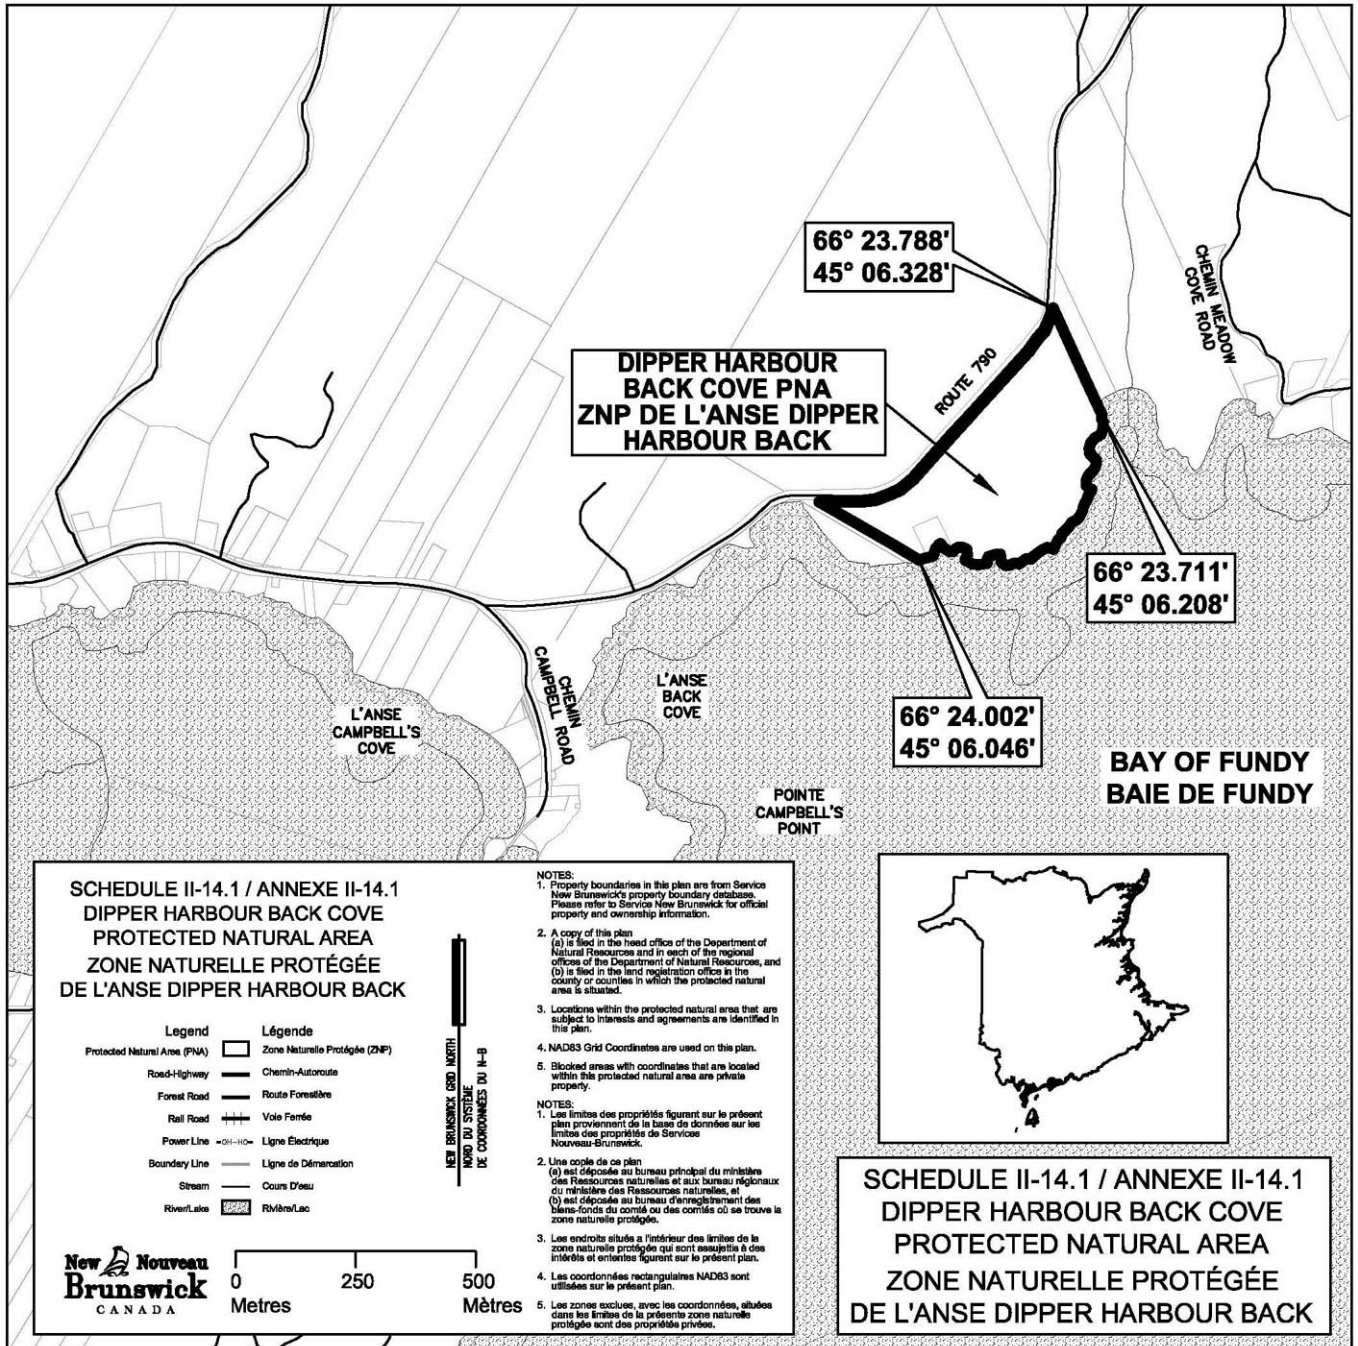 66° 23.788'
45° 06.328'
CHEMIN MEADOW
COVE ROAD
DIPPER HARBOUR
BACK COVE PNA
ZNP DE L'ANSE DIPPER
HARBOUR BACK
ROUTE 790
66° 23.711'
45° 06.208'
CHEMIN
CAMPBELL ROAD
L'ANSE
BACK
COVE
L'ANSE
CAMPBELL'S
COVE
66° 24.002'
45° 06.046'
BAY OF FUNDY
BAIE DE FUNDY
POINTE
CAMPBELL'S
POINT
SCHEDULE II-14.1 / ANNEXE II-14.1
DIPPER HARBOUR BACK COVE
PROTECTED NATURAL AREA
ZONE NATURELLE PROTÉGÉE
DE L'ANSE DIPPER HARBOUR BACK
Legend Légende
Protected Natural Area (PNA) Zone Naturelle Protégée (ZNP)
Road-Highway Chemin-Autoroute
Forest Road Route Forestière
Rail Road Voie Ferrée
Power Line -OH-HO- Ligne Électrique
Boundary Line Ligne de Démarcation
Stream Cours D'eau
River/Lake Rivière/Lac
NEW BRUNSWICK GRID NORTH
NORD DU SYSTÈME
DE COORDONNÉES DU N-B
New Nouveau
Brunswick
CANADA
0 250 500
Metres Mètres
NOTES:
1. Property boundaries in this plan are from Service
New Brunswick's property boundary database.
Please refer to Service New Brunswick for official
property and ownership information.
2. A copy of this plan
(a) is filed in the head office of the Department of
Natural Resources and in each of the regional
offices of the Department of Natural Resources, and
(b) is filed in the land registration office in the
county or counties in which the protected natural
area is situated.
3. Locations within the protected natural area that are
subject to interests and agreements are identified in
this plan.
4. NAD83 Grid Coordinates are used on this plan.
5. Blocked areas with coordinates that are located
within this protected natural area are private
property.
NOTES:
1. Les limites des propriétés figurant sur le présent
plan proviennent de la base de données sur les
limites des propriétés de Services
Nouveau-Brunswick.
2. Une copie de ce plan
(a) est déposée au bureau principal du ministère
des Ressources naturelles et aux bureau régionaux
du ministère des Ressources naturelles, et
(b) est déposée au bureau d'enregistrement des
biens-fonds du comté ou des comtés où se trouve la
zone naturelle protégée.
3. Les endroits situés a l'intérieur des limites de la
zone naturelle protégée qui sont assujettis à des
intérêts et ententes figurent sur le présent plan.
4. Les coordonnées rectangulaires NAD83 sont
utilisées sur le présent plan.
5. Les zones exclues, avec les coordonnées, situées
dans les limites de la présente zone naturelle
protégée sont des propriétés privées.
SCHEDULE II-14.1 / ANNEXE II-14.1
DIPPER HARBOUR BACK COVE
PROTECTED NATURAL AREA
ZONE NATURELLE PROTÉGÉE
DE L'ANSE DIPPER HARBOUR BACK